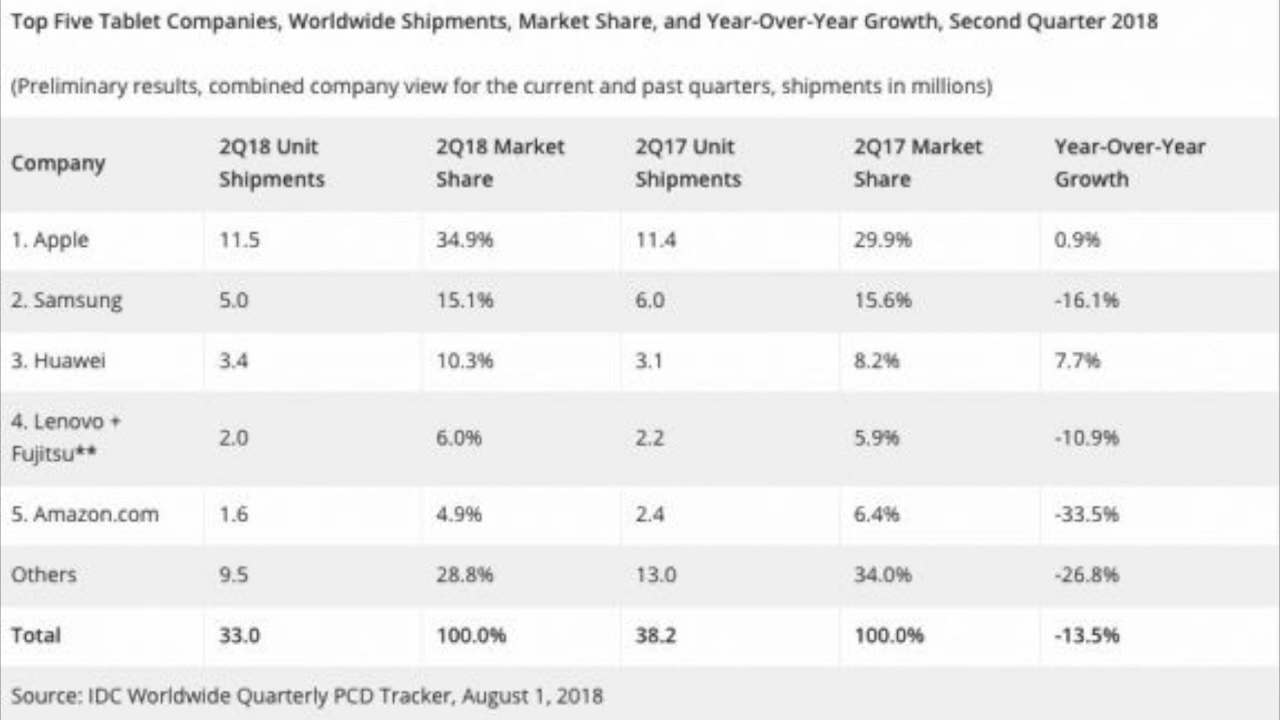 Top Five Tablet Companies, Worldwide Shipments, Market Share, and Year-Over-Year Growth, Second Quarter 2018
(Preliminary results, combined company view for the current and past quarters, shipments in millions)
Company 2Q18 Unit Shipments 2Q18 Market Share 2Q17 Unit Shipments 2Q17 Market Share Year-Over-Year Growth
1. Apple 11.5 34.9% 11.4 29.9% 0.9%
2. Samsung 5.0 15.1% 6.0 15.6% -16.1%
3. Huawei 3.4 10.3% 3.1 8.2% 7.7%
4. Lenovo + Fujitsu** 2.0 6.0% 2.2 5.9% -10.9%
5. Amazon.com 1.6 4.9% 2.4 6.4% -33.5%
Others 9.5 28.8% 13.0 34.0% -26.8%
Total 33.0 100.0% 38.2 100.0% -13.5%
Source: IDC Worldwide Quarterly PCD Tracker, August 1, 2018